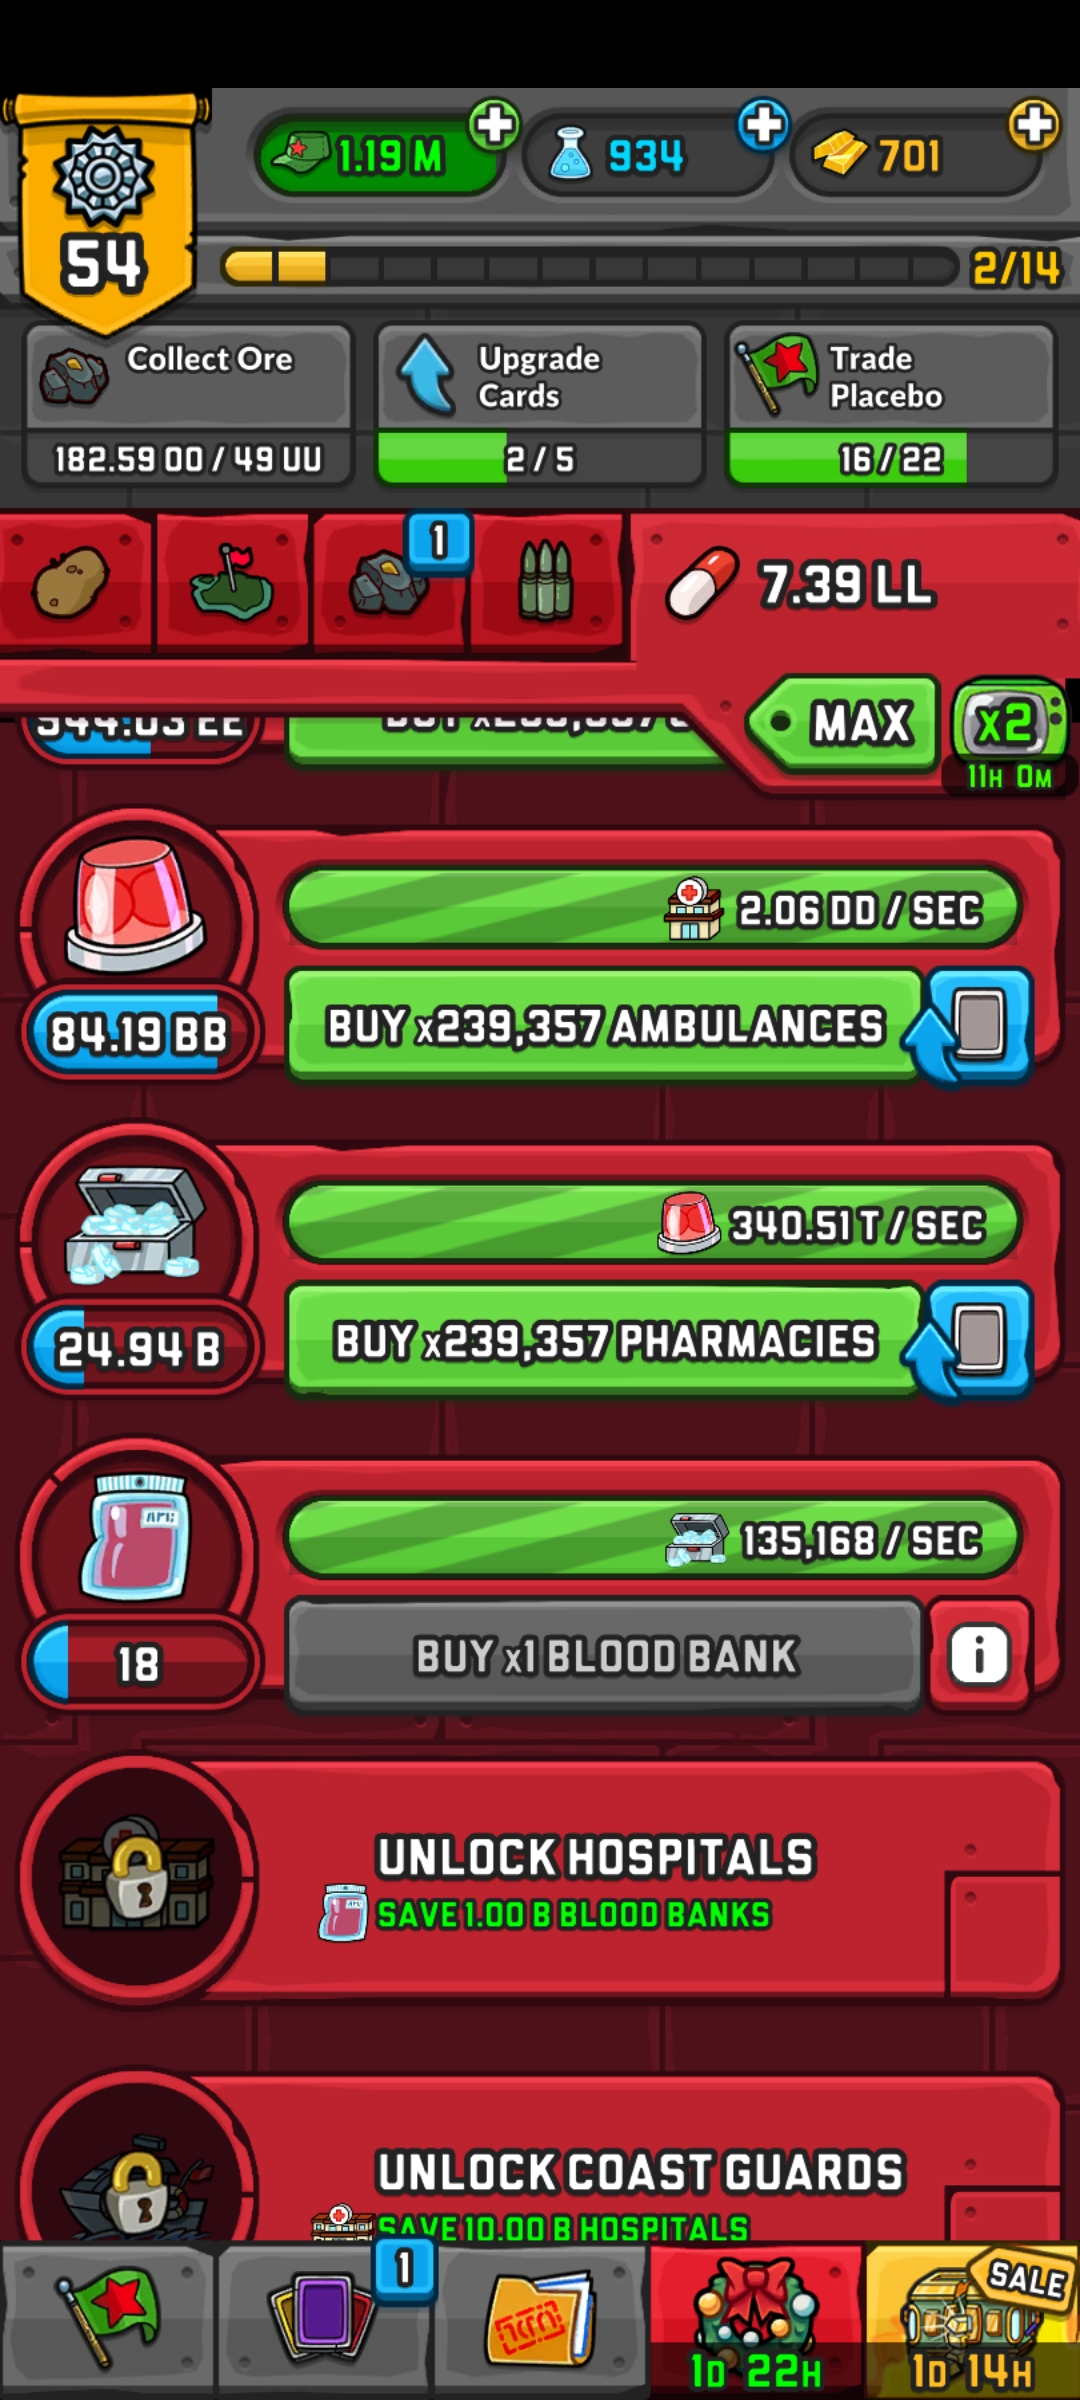 1.19 M
934
701
54
2/14
Collect Ore
182.59 OO / 49 UU
Upgrade
Cards
2 / 5
Trade
Placebo
16 / 22
1
7.39 LL
MAX
x2
11H 0M
544.03 EE
2.06 DD / SEC
84.19 BB
BUY x239,357 AMBULANCES
340.51 T / SEC
24.94 B
BUY x239,357 PHARMACIES
135,168 / SEC
18
BUY x1 BLOOD BANK
i
UNLOCK HOSPITALS
SAVE 1.00 B BLOOD BANKS
UNLOCK COAST GUARDS
SAVE 10.00 B HOSPITALS
1
SALE
1D 22H
1D 14H